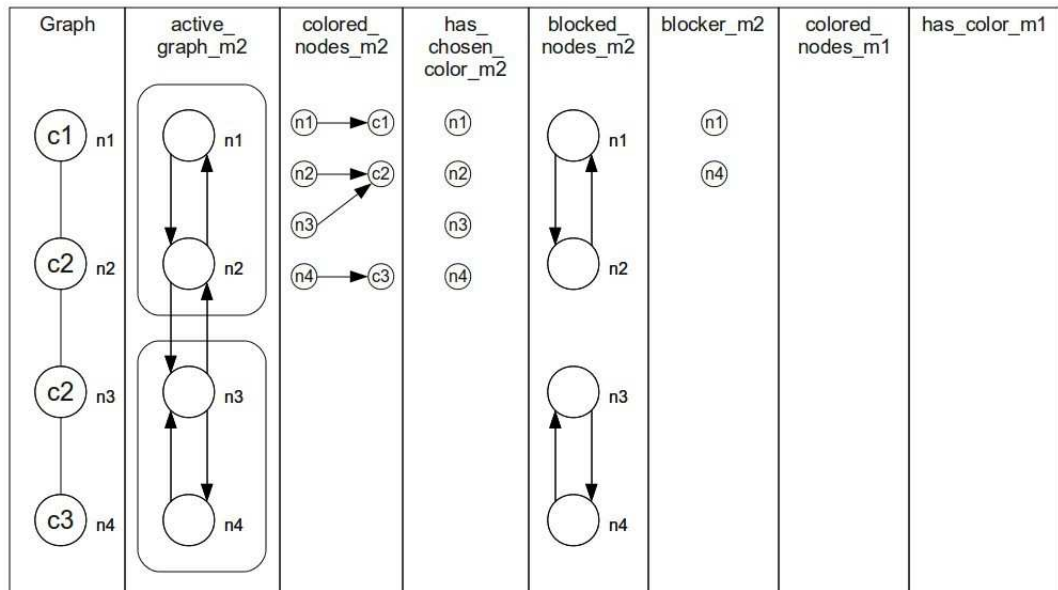 Graph
active_
graph_m2
colored_
nodes_m2
has_
chosen_
color_m2
blocked_
nodes_m2
blocker_m2
colored_
nodes_m1
has_color_m1
c1 n1
c2 n2
c2 n3
c3 n4
n1
n2
n3
n4
n1 c1
n2 c2
n3
n4 c3
n1
n2
n3
n4
n1
n2
n3
n4
n1
n4